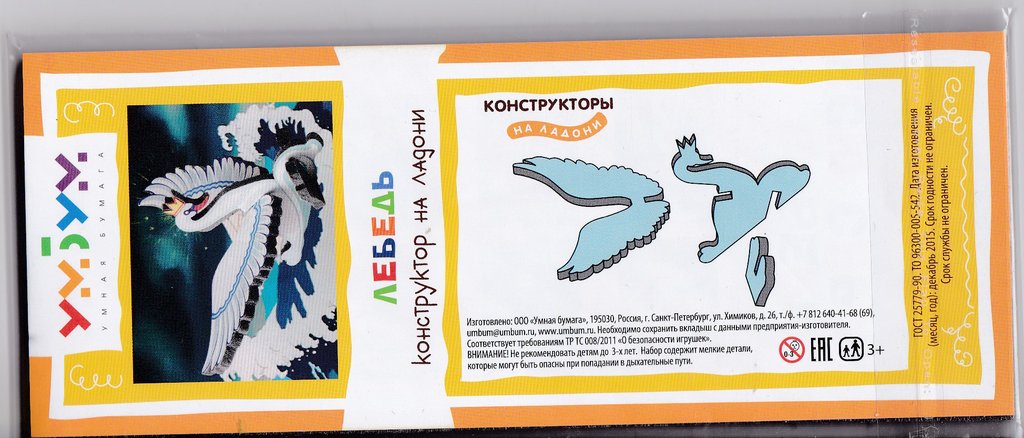 умбум
УМНАЯ БУМАГА
ЛЕБЕДЬ
конструктор на ладони
КОНСТРУКТОРЫ
НА ЛАДОНИ
Изготовлено: ООО «Умная бумага», 195030, Россия, г. Санкт-Петербург, ул. Химиков, д. 26, т./ф. +7 812 640-41-68 (69),
umbum@umbum.ru, www.umbum.ru. Необходимо сохранить вкладыш с данными предприятия-изготовителя.
Соответствует требованиям ТР ТС 008/2011 «О безопасности игрушек».
ВНИМАНИЕ! Не рекомендовать детям до 3-х лет. Набор содержит мелкие детали,
которые могут быть опасны при попадании в дыхательные пути.
0-3
ЕАС
3+
ГОСТ 25779-90. ТО 96300-005-542. Дата изготовления
(месяц, год): декабрь 2015. Срок годности не ограничен.
Срок службы не ограничен.